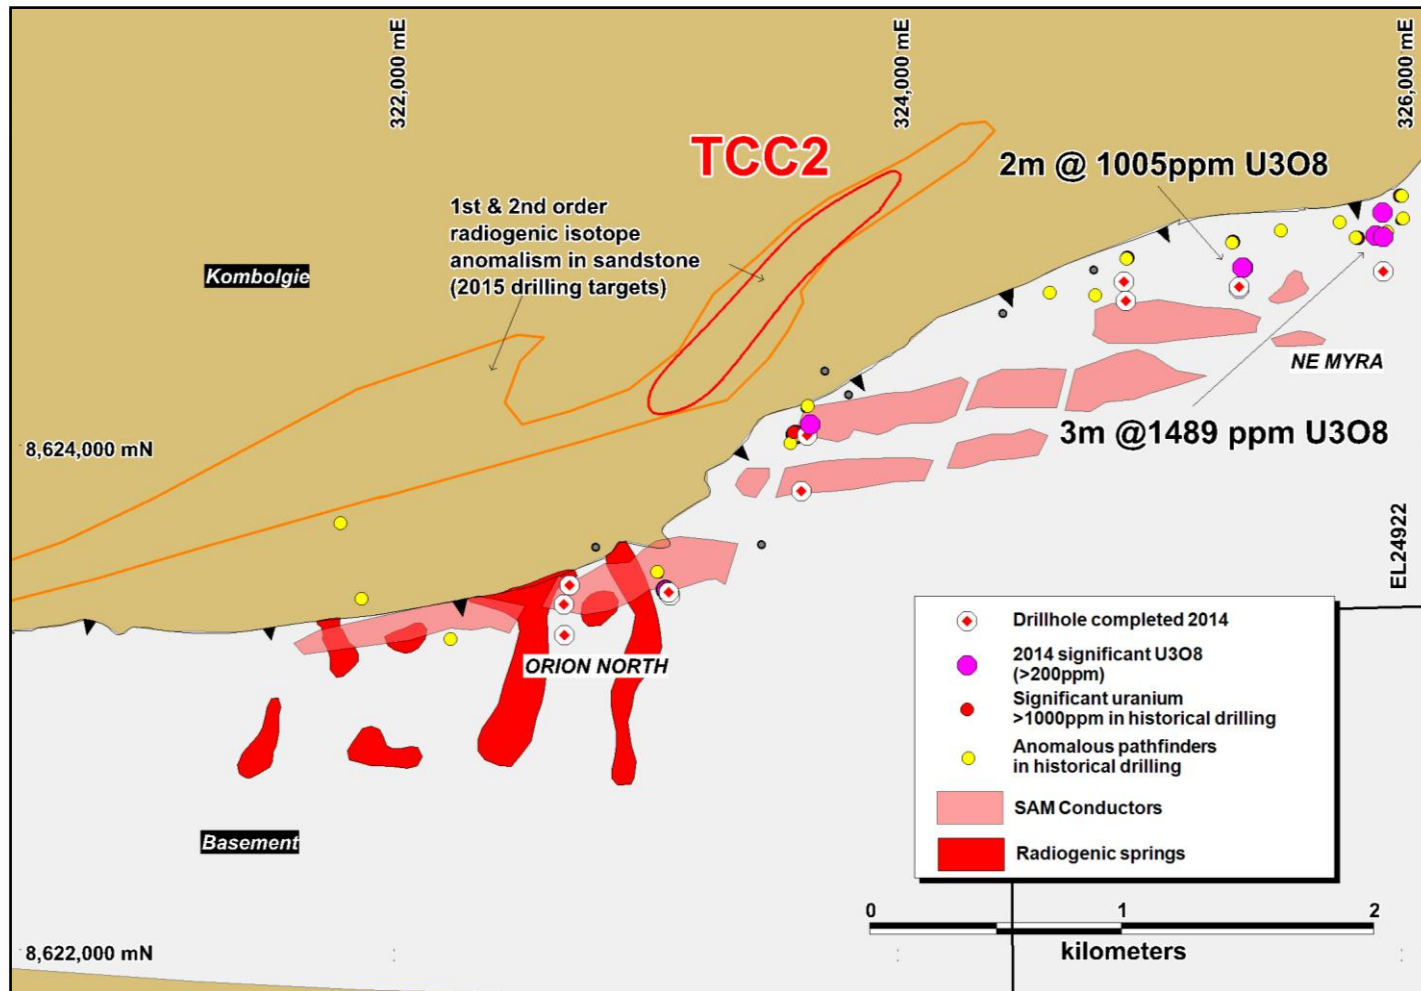 322,000 mE
324,000 mE
326,000 mE
TCC2
2m @ 1005ppm U3O8
1st & 2nd order
radiogenic isotope
anomalism in sandstone
(2015 drilling targets)
Kombolgie
NE MYRA
3m @1489 ppm U3O8
8,624,000 mN
EL24922
ORION NORTH
Basement
Drillhole completed 2014
2014 significant U3O8
(>200ppm)
Significant uranium
>1000ppm in historical drilling
Anomalous pathfinders
in historical drilling
SAM Conductors
Radiogenic springs
0 1 2
kilometers
8,622,000 mN